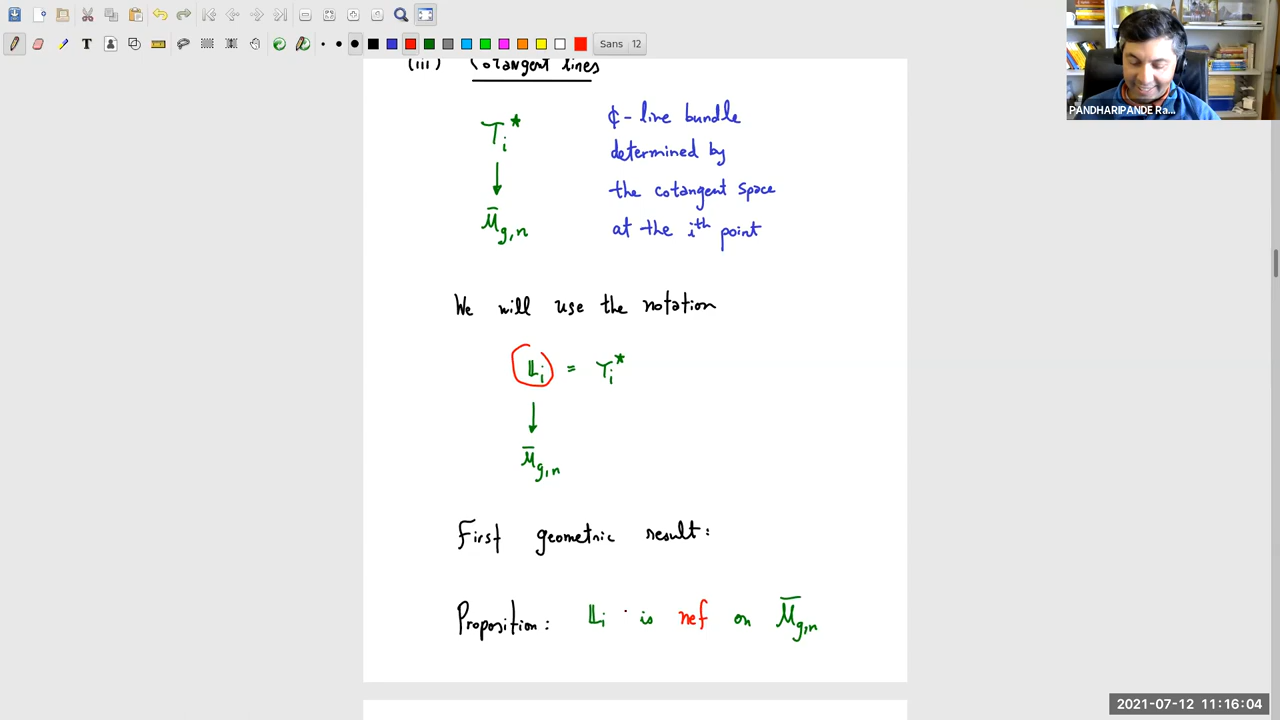 Sans 12
PANDHARIPANDE Ra...
(iii) Cotangent lines
T_i^*
↓
M̄_{g,n}
ℂ-line bundle
determined by
the cotangent space
at the i^{th} point
We will use the notation
𝕃_i = T_i^*
↓
M̄_{g,n}
First geometric result:
Proposition: 𝕃_i is nef on M̄_{g,n}
2021-07-12 11:16:04